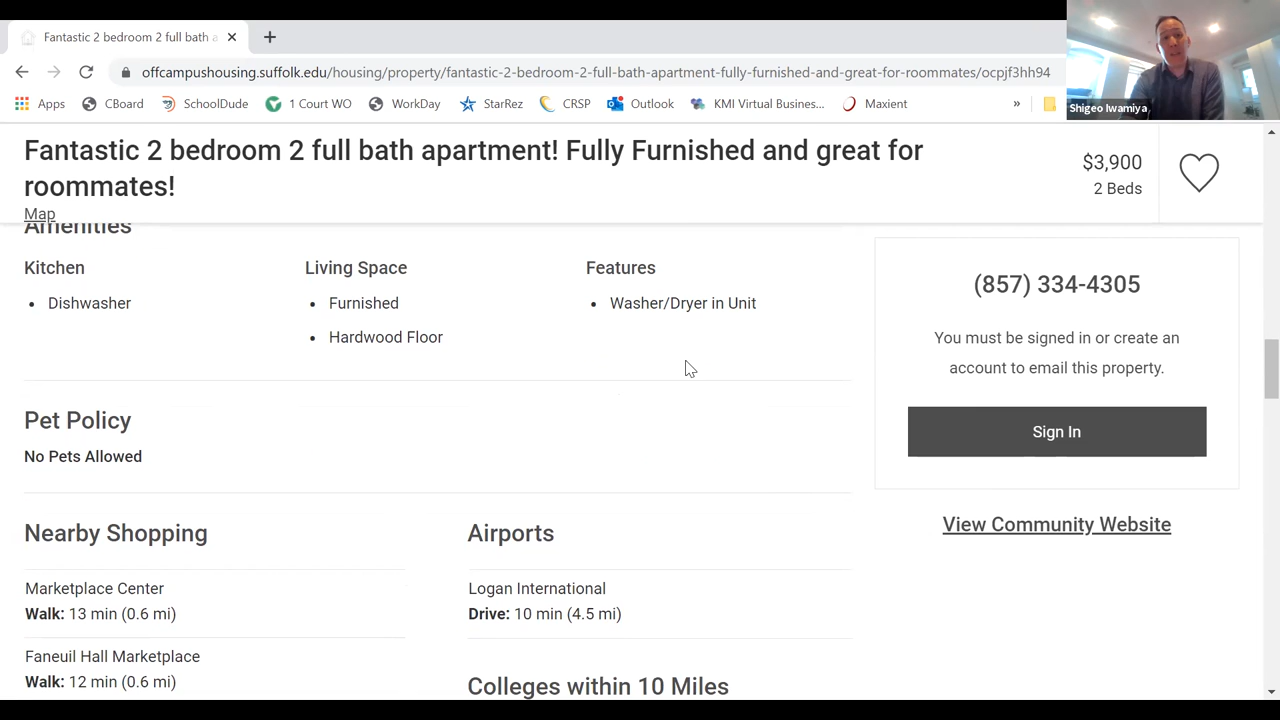 Fantastic 2 bedroom 2 full bath a
offcampushousing.suffolk.edu/housing/property/fantastic-2-bedroom-2-full-bath-apartment-fully-furnished-and-great-for-roommates/ocpjf3hh94
Apps CBoard SchoolDude 1 Court WO WorkDay StarRez CRSP Outlook KMI Virtual Busines... Maxient »
Shigeo Iwamiya
Fantastic 2 bedroom 2 full bath apartment! Fully Furnished and great for
roommates!
Map
$3,900
2 Beds
Amenities
Kitchen
Dishwasher
Living Space
Furnished
Hardwood Floor
Features
Washer/Dryer in Unit
Pet Policy
No Pets Allowed
Nearby Shopping
Marketplace Center
Walk: 13 min (0.6 mi)
Faneuil Hall Marketplace
Walk: 12 min (0.6 mi)
Airports
Logan International
Drive: 10 min (4.5 mi)
Colleges within 10 Miles
(857) 334-4305
You must be signed in or create an
account to email this property.
Sign In
View Community Website